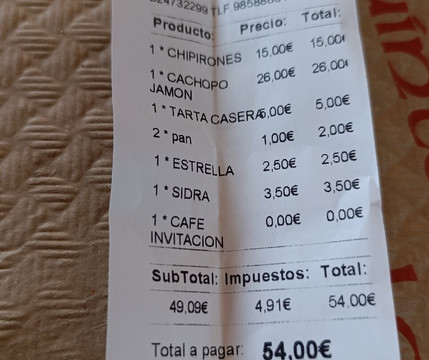 TLF.
Producto: Precio: Total:
1 * CHIPIRONES 15,00€ 15,00€
1 * CACHOPO 26,00€ 26,00€
JAMON
1 * TARTA CASERA 5,00€ 5,00€
2 * pan 1,00€ 2,00€
1 * ESTRELLA 2,50€ 2,50€
1 * SIDRA 3,50€ 3,50€
1 * CAFE 0,00€ 0,00€
INVITACION
SubTotal: Impuestos: Total:
49,09€ 4,91€ 54,00€
Total a pagar: 54,00€